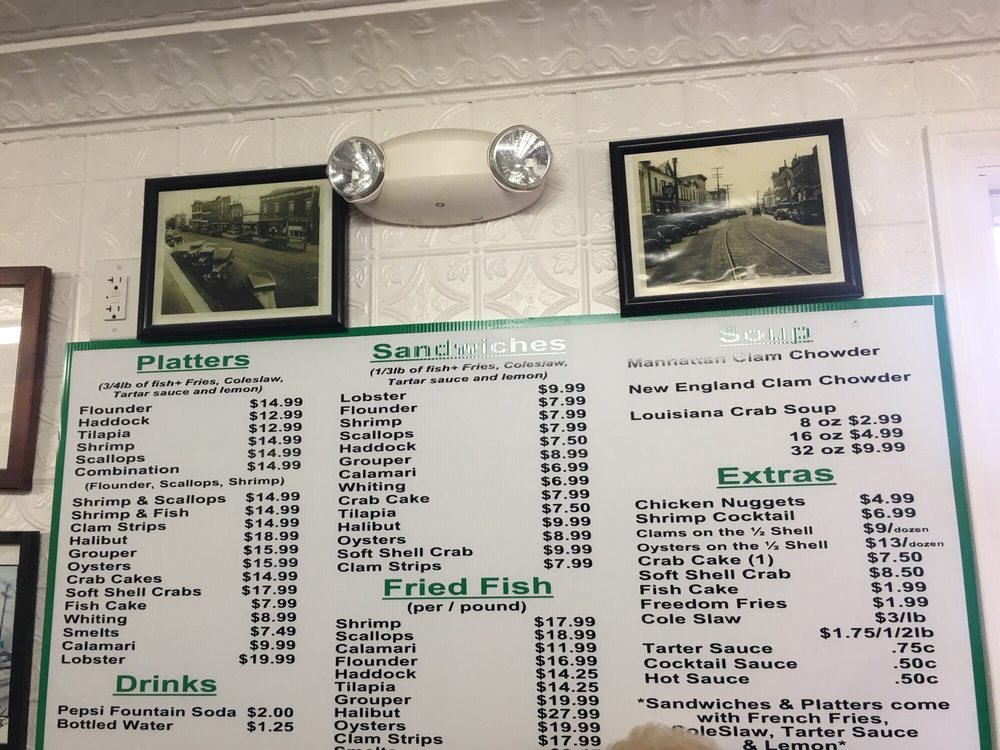 Platters
(3/4lb of fish+ Fries, Coleslaw,
Tartar sauce and lemon)
Flounder $14.99
Haddock $12.99
Tilapia $12.99
Shrimp $14.99
Scallops $14.99
Combination $14.99
(Flounder, Scallops, Shrimp)
Shrimp & Scallops $14.99
Shrimp & Fish $14.99
Clam Strips $14.99
Halibut $18.99
Grouper $15.99
Oysters $15.99
Crab Cakes $14.99
Soft Shell Crabs $17.99
Fish Cake $7.99
Whiting $8.99
Smelts $7.49
Calamari $9.99
Lobster $19.99
Drinks
Pepsi Fountain Soda $2.00
Bottled Water $1.25
Sandwiches
(1/3lb of fish+ Fries, Coleslaw,
Tartar sauce and lemon)
Lobster $9.99
Flounder $7.99
Shrimp $7.99
Scallops $7.99
Haddock $7.50
Grouper $8.99
Calamari $6.99
Whiting $6.99
Crab Cake $7.99
Tilapia $7.50
Halibut $9.99
Oysters $8.99
Soft Shell Crab $9.99
Clam Strips $7.99
Fried Fish
(per / pound)
Shrimp $17.99
Scallops $18.99
Calamari $11.99
Flounder $16.99
Haddock $14.25
Tilapia $14.25
Grouper $19.99
Halibut $27.99
Oysters $19.99
Clam Strips $17.99
Soup
Manhattan Clam Chowder
New England Clam Chowder
Louisiana Crab Soup
8 oz $2.99
16 oz $4.99
32 oz $9.99
Extras
Chicken Nuggets $4.99
Shrimp Cocktail $6.99
Clams on the ½ Shell $9/dozen
Oysters on the ½ Shell $13/dozen
Crab Cake (1) $7.50
Soft Shell Crab $8.50
Fish Cake $1.99
Freedom Fries $1.99
Cole Slaw $3/lb
$1.75/1/2lb
Tarter Sauce .75c
Cocktail Sauce .50c
Hot Sauce .50c
*Sandwiches & Platters come
with French Fries,
ColeSlaw, Tarter Sauce
& Lemon*